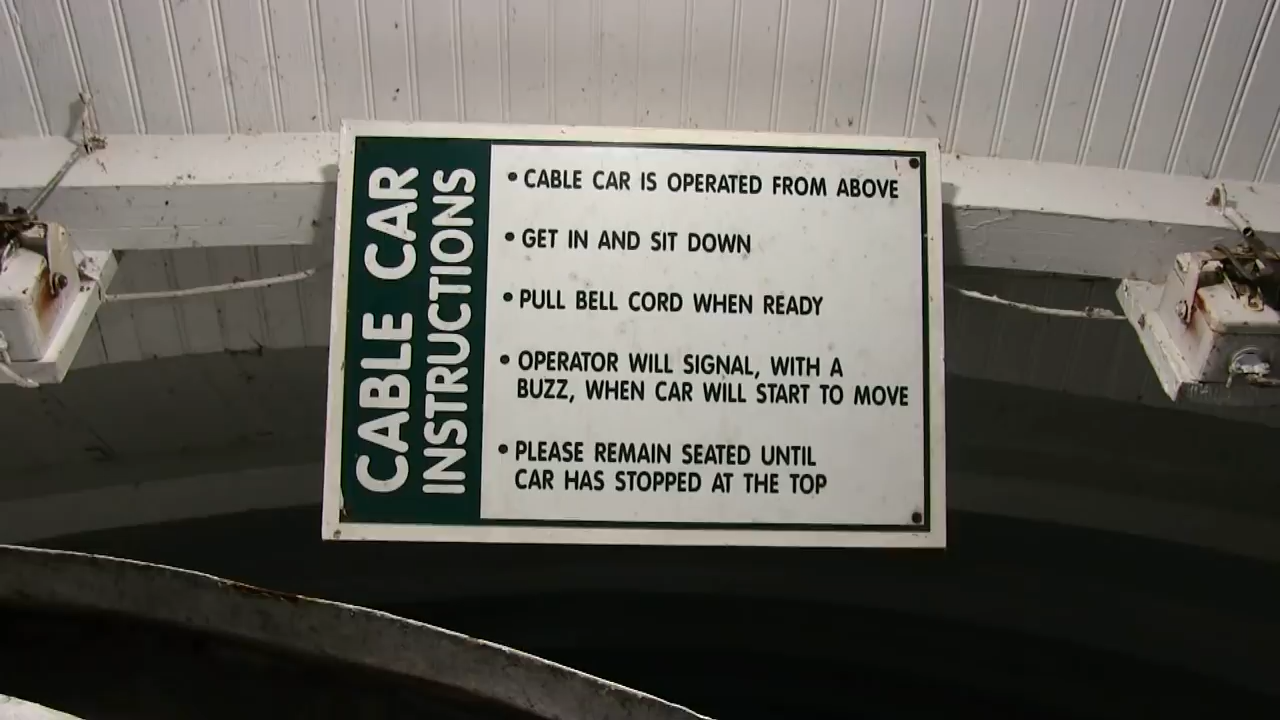 CABLE CAR
INSTRUCTIONS
• CABLE CAR IS OPERATED FROM ABOVE
• GET IN AND SIT DOWN
• PULL BELL CORD WHEN READY
• OPERATOR WILL SIGNAL, WITH A
BUZZ, WHEN CAR WILL START TO MOVE
• PLEASE REMAIN SEATED UNTIL
CAR HAS STOPPED AT THE TOP